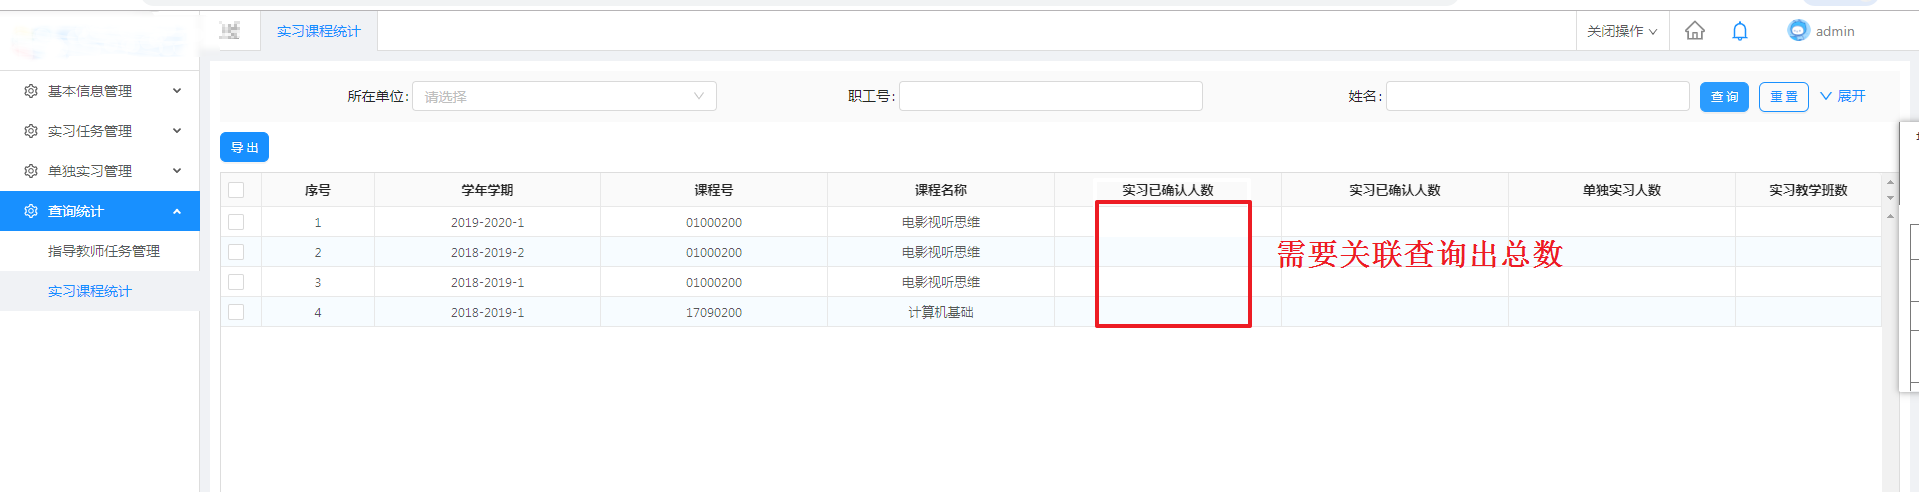 实习课程统计
关闭操作
admin
基本信息管理
实习任务管理
单独实习管理
查询统计
指导教师任务管理
实习课程统计
所在单位: 请选择 职工号: 姓名: 查 询 重 置 展开
导 出
序号 学年学期 课程号 课程名称 实习已确认人数 实习已确认人数 单独实习人数 实习教学班数
1 2019-2020-1 01000200 电影视听思维
2 2018-2019-2 01000200 电影视听思维
3 2018-2019-1 01000200 电影视听思维
4 2018-2019-1 17090200 计算机基础
需要关联查询出总数